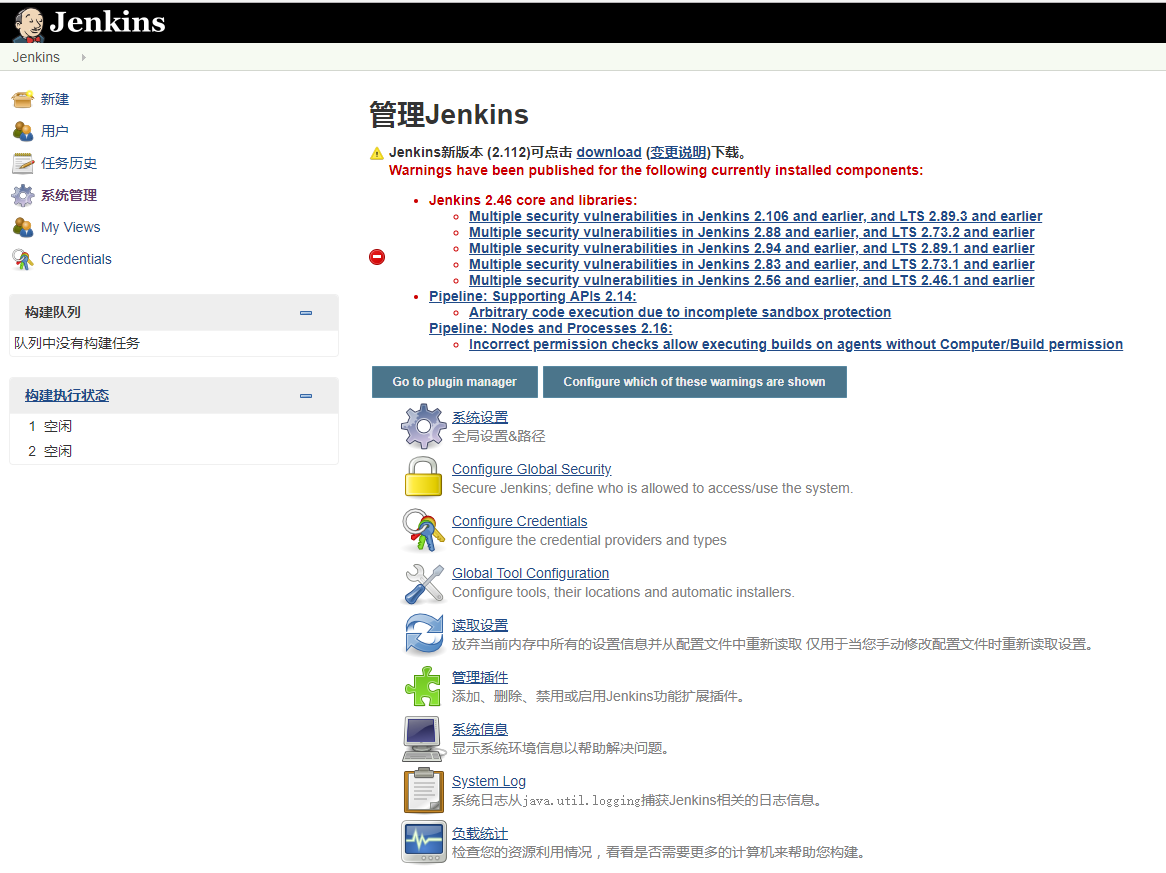 Jenkins
Jenkins
新建
用户
任务历史
系统管理
My Views
Credentials
构建队列
队列中没有构建任务
构建执行状态
1 空闲
2 空闲
管理Jenkins
Jenkins新版本 (2.112)可点击 download (变更说明)下载。
Warnings have been published for the following currently installed components:
Jenkins 2.46 core and libraries:
Multiple security vulnerabilities in Jenkins 2.106 and earlier, and LTS 2.89.3 and earlier
Multiple security vulnerabilities in Jenkins 2.88 and earlier, and LTS 2.73.2 and earlier
Multiple security vulnerabilities in Jenkins 2.94 and earlier, and LTS 2.89.1 and earlier
Multiple security vulnerabilities in Jenkins 2.83 and earlier, and LTS 2.73.1 and earlier
Multiple security vulnerabilities in Jenkins 2.56 and earlier, and LTS 2.46.1 and earlier
Pipeline: Supporting APIs 2.14:
Arbitrary code execution due to incomplete sandbox protection
Pipeline: Nodes and Processes 2.16:
Incorrect permission checks allow executing builds on agents without Computer/Build permission
Go to plugin manager Configure which of these warnings are shown
系统设置
全局设置&路径
Configure Global Security
Secure Jenkins; define who is allowed to access/use the system.
Configure Credentials
Configure the credential providers and types
Global Tool Configuration
Configure tools, their locations and automatic installers.
读取设置
放弃当前内存中所有的设置信息并从配置文件中重新读取 仅用于当您手动修改配置文件时重新读取设置。
管理插件
添加、删除、禁用或启用Jenkins功能扩展插件。
系统信息
显示系统环境信息以帮助解决问题。
System Log
系统日志从java.util.logging捕获Jenkins相关的日志信息。
负载统计
检查您的资源利用情况，看看是否需要更多的计算机来帮助您构建。